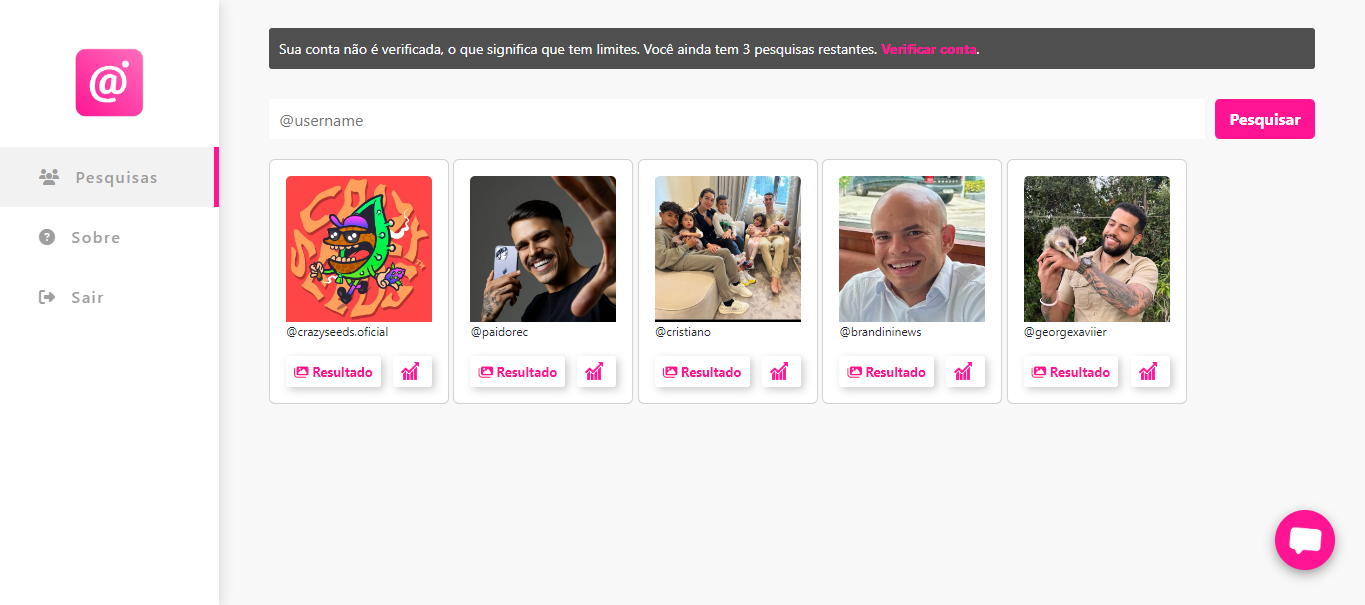 @
Sua conta não é verificada, o que significa que tem limites. Você ainda tem 3 pesquisas restantes. Verificar conta.
@username
Pesquisar
Pesquisas
Sobre
Sair
@crazyseeds.oficial
@paidorec
@cristiano
@brandininews
@georgexaviier
Resultado
Resultado
Resultado
Resultado
Resultado